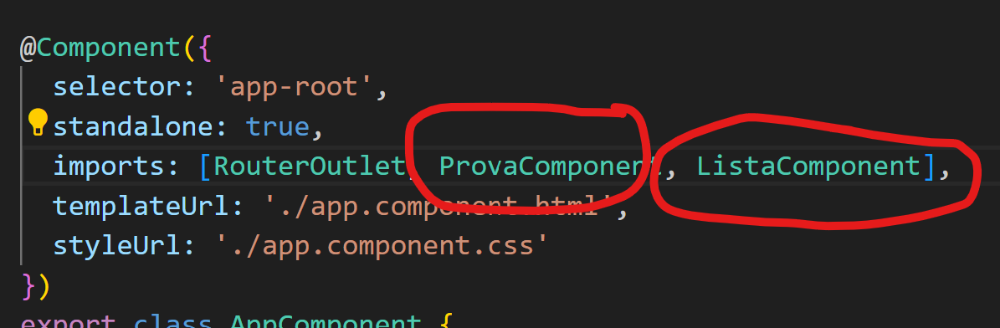 @Component({
selector: 'app-root',
standalone: true,
imports: [RouterOutlet, ProvaComponent, ListaComponent],
templateUrl: './app.component.html',
styleUrl: './app.component.css'
})
export class AppComponent {